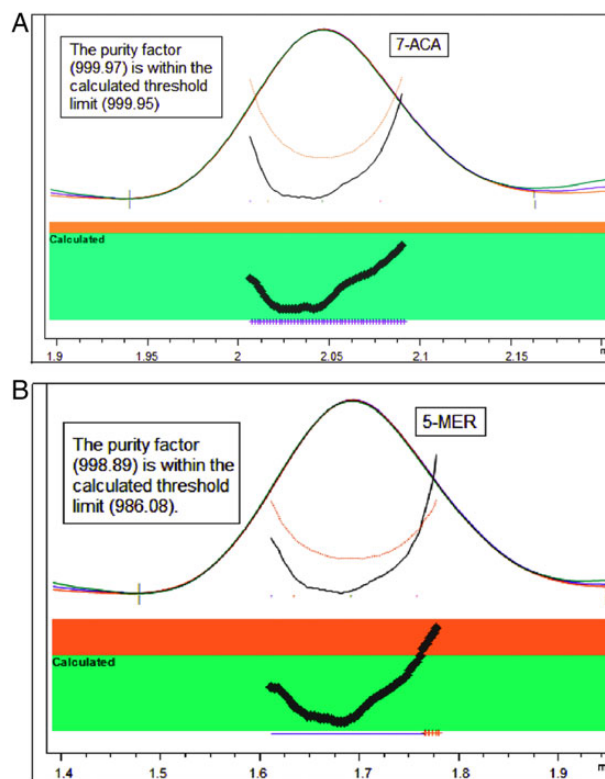 A
The purity factor
(999.97) is within the
calculated threshold
limit (999.95)
7-ACA
Calculated
1.9 1.95 2 2.05 2.1 2.15
B
The purity factor
(998.89) is within the
calculated threshold
limit (986.08).
5-MER
Calculated
1.4 1.5 1.6 1.7 1.8 1.9